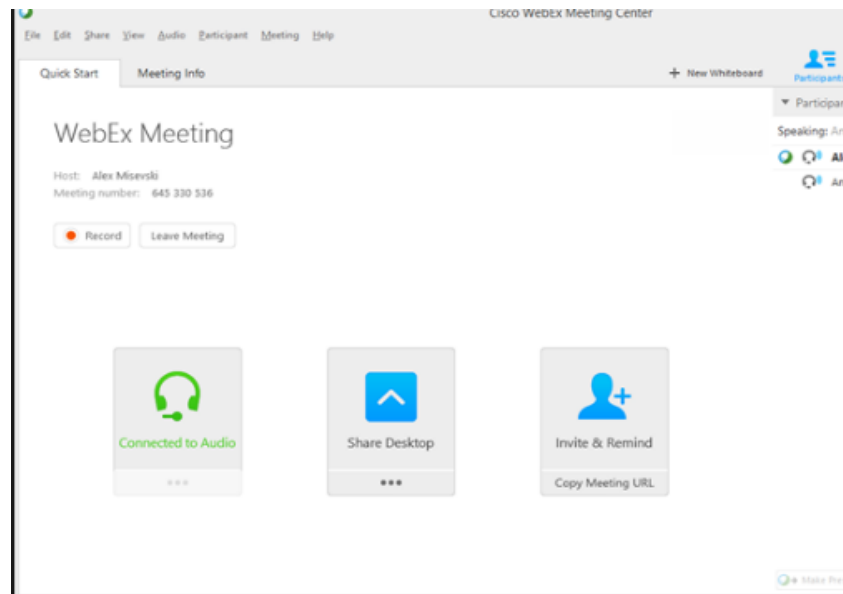 Cisco WebEx Meeting Center
File Edit Share View Audio Participant Meeting Help
Quick Start Meeting Info + New Whiteboard Participants
WebEx Meeting
Speaking:
Host: Alex Misevski
Meeting number: 645 330 536
Record Leave Meeting
Connected to Audio
Share Desktop
Invite & Remind
Copy Meeting URL
Make